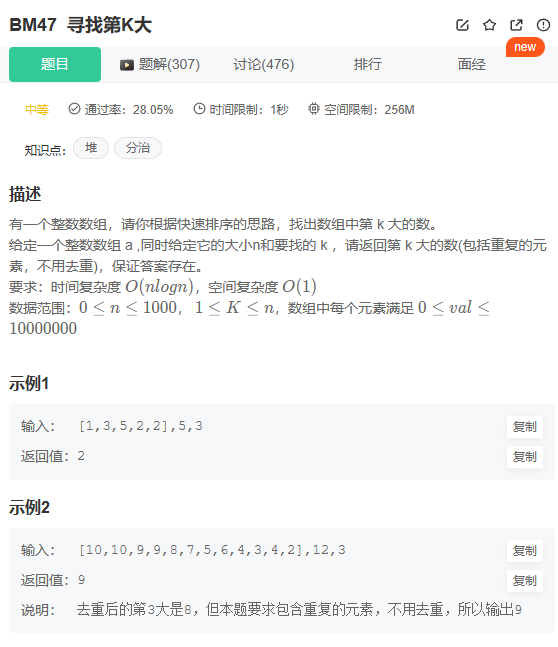 BM47 寻找第K大
new
题目 题解(307) 讨论(476) 排行 面经
中等 通过率：28.05% 时间限制：1秒 空间限制：256M
知识点： 堆 分治
描述
有一个整数数组，请你根据快速排序的思路，找出数组中第 k 大的数。
给定一个整数数组 a ,同时给定它的大小n和要找的 k ，请返回第 k 大的数(包括重复的元
素，不用去重)，保证答案存在。
要求：时间复杂度 O(nlogn)，空间复杂度 O(1)
数据范围：0 ≤ n ≤ 1000， 1 ≤ K ≤ n，数组中每个元素满足 0 ≤ val ≤
10000000
示例1
输入： [1,3,5,2,2],5,3 复制
返回值：2 复制
示例2
输入： [10,10,9,9,8,7,5,6,4,3,4,2],12,3 复制
返回值：9 复制
说明： 去重后的第3大是8，但本题要求包含重复的元素，不用去重，所以输出9